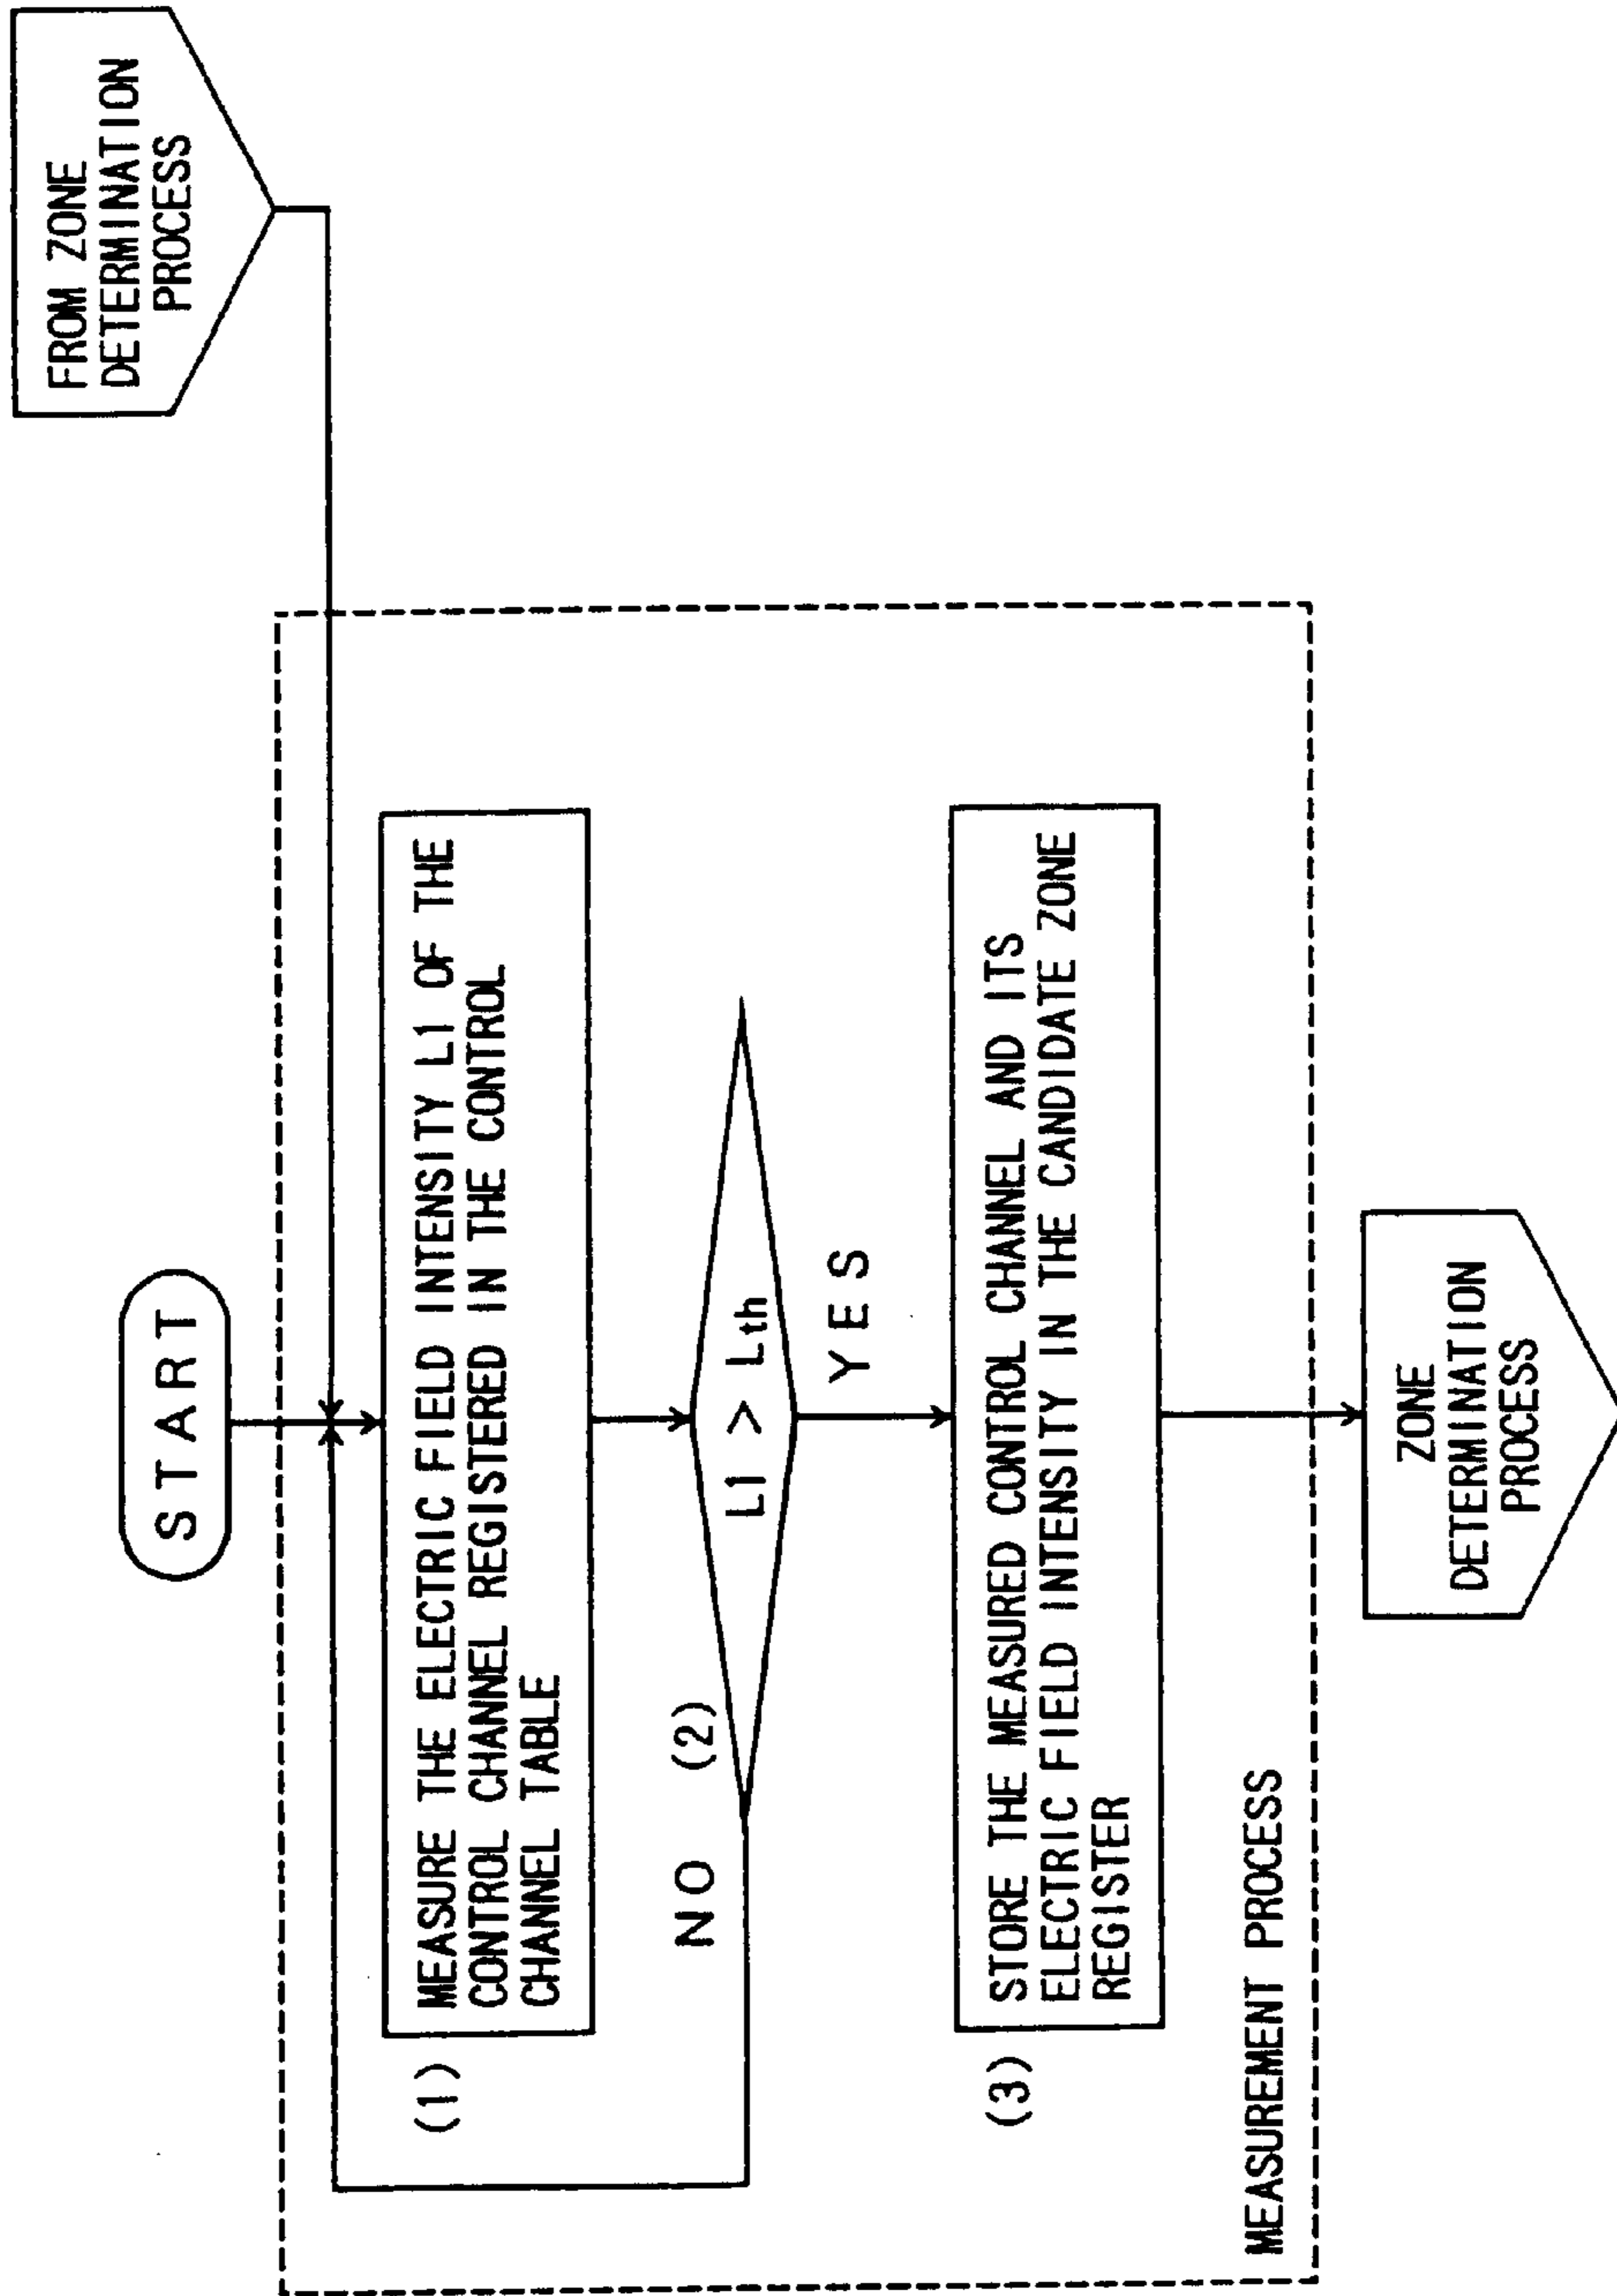 FROM ZONE
DETERMINATION
PROCESS
START
(1)
MEASURE THE ELECTRIC FIELD INTENSITY L1 OF THE
CONTROL CHANNEL REGISTERED IN THE CONTROL
CHANNEL TABLE
NO
(2)
L1 > Lth
YES
(3)
STORE THE MEASURED CONTROL CHANNEL AND ITS
ELECTRIC FIELD INTENSITY IN THE CANDIDATE ZONE
REGISTER
MEASUREMENT PROCESS
ZONE
DETERMINATION
PROCESS